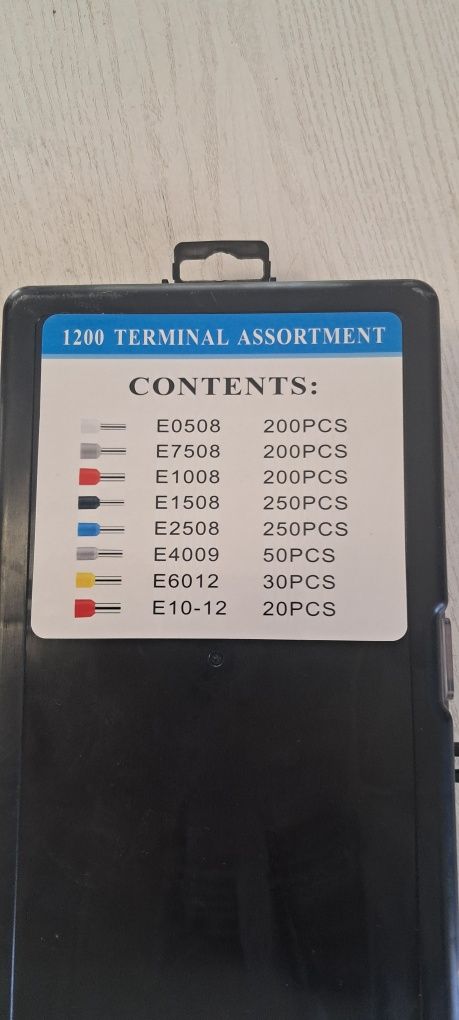 1200 TERMINAL ASSORTMENT
CONTENTS:
E0508 200PCS
E7508 200PCS
E1008 200PCS
E1508 250PCS
E2508 250PCS
E4009 50PCS
E6012 30PCS
E10-12 20PCS